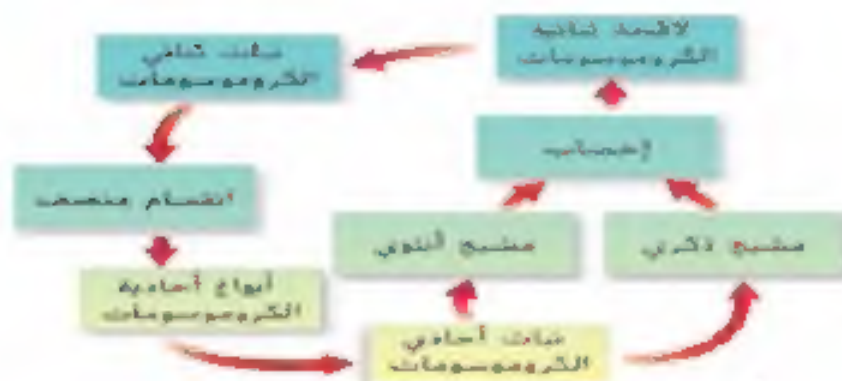 لاقحة ثنائية
الكروموسومات
نبات ثنائي
الكروموسومات
إخصاب
انقسام منصف
مشيج أنثوي
مشيج ذكري
أبواغ أحادية
الكروموسومات
نبات أحادي
الكروموسومات